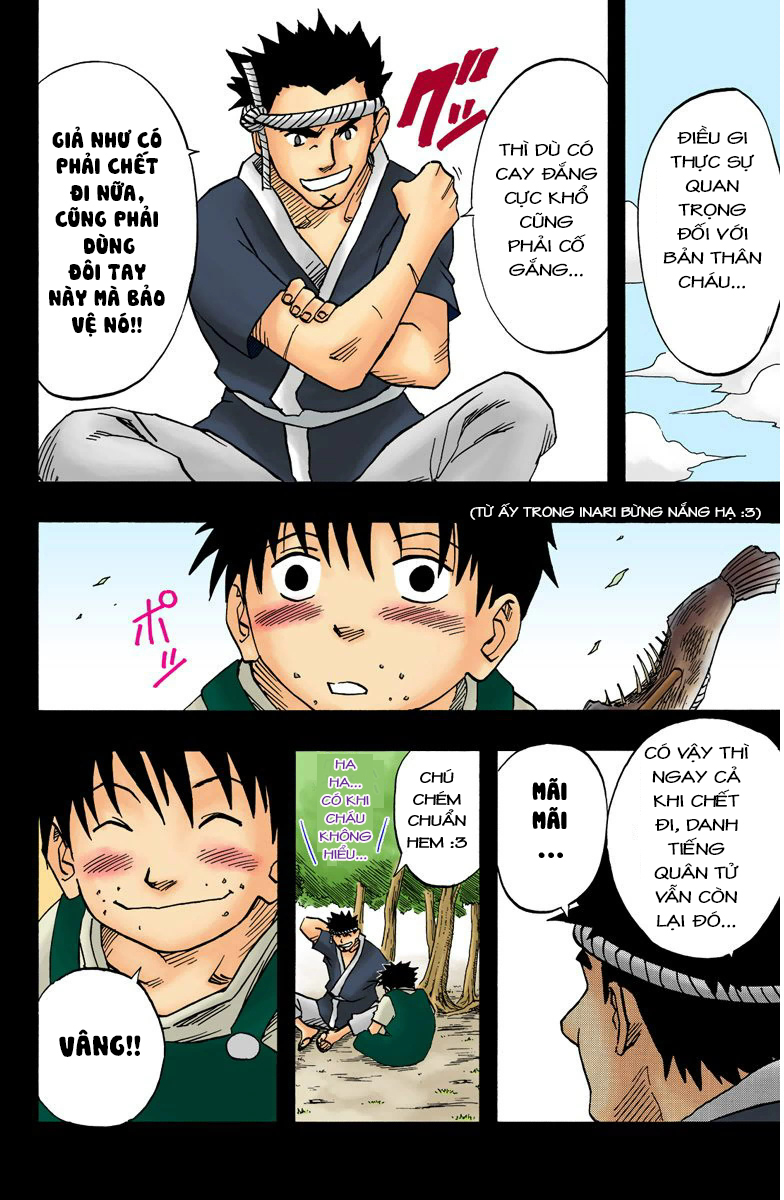 ĐIỀU GI
THỰC SỰ
QUAN
TRỌNG
ĐỐI VỚI
BẢN THÂN
CHÁU...
THÌ DÙ CÓ
CAY ĐẮNG
CỰC KHỔ
CŨNG
PHẢI CỐ
GẮNG...
グッ
GIẢ NHƯ CÓ
PHẢI CHẾT
ĐI NỮA,
CŨNG PHẢI
DÙNG
ĐÔI TAY
NÀY MÀ BẢO
VỆ NÓ!!
(TỪ ẤY TRONG INARI BỪNG NẮNG HẠ :3)
ポッ
CÓ VẬY THÌ
NGAY CẢ
KHI CHẾT
ĐI, DANH
TIẾNG
QUÂN TỬ
VẪN CÒN
LẠI ĐÓ...
MÃI
MÃI
...
CHÚ
CHÉM
CHUẨN
HEM :3
HA
HA...
CÓ KHI
CHÁU
KHÔNG
HIỂU...
VÂNG!!